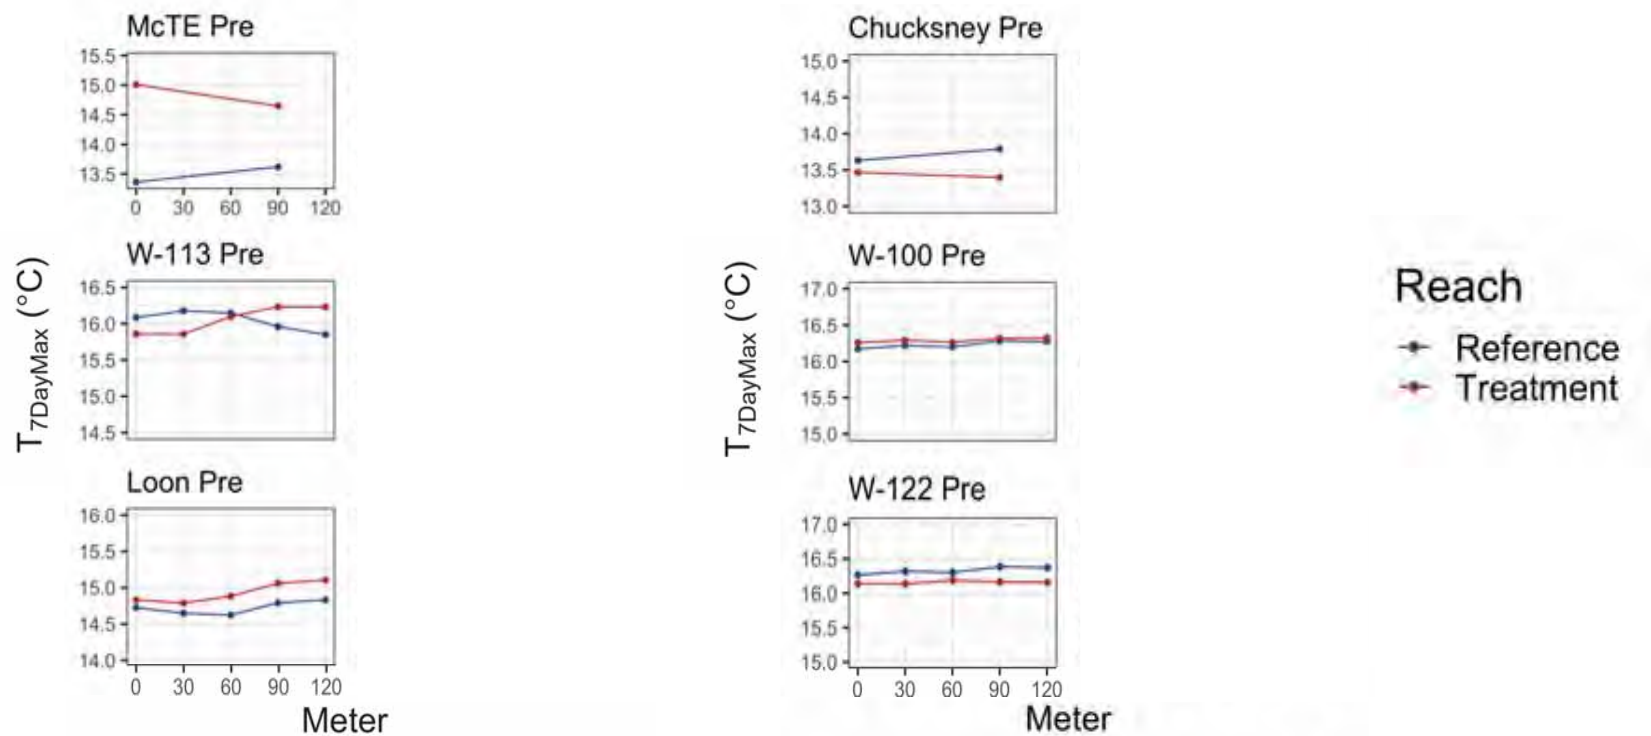 McTE Pre
15.5
15.0
14.5
14.0
13.5
0 30 60 90 120
W-113 Pre
16.5
16.0
15.5
15.0
14.5
Loon Pre
16.0
15.5
15.0
14.5
14.0
0 30 60 90 120
T7DayMax (°C)
Meter
Chucksney Pre
15.0
14.5
14.0
13.5
13.0
W-100 Pre
17.0
16.5
16.0
15.5
15.0
W-122 Pre
17.0
16.5
16.0
15.5
15.0
0 30 60 90 120
T7DayMax (°C)
Meter
Reach
Reference
Treatment